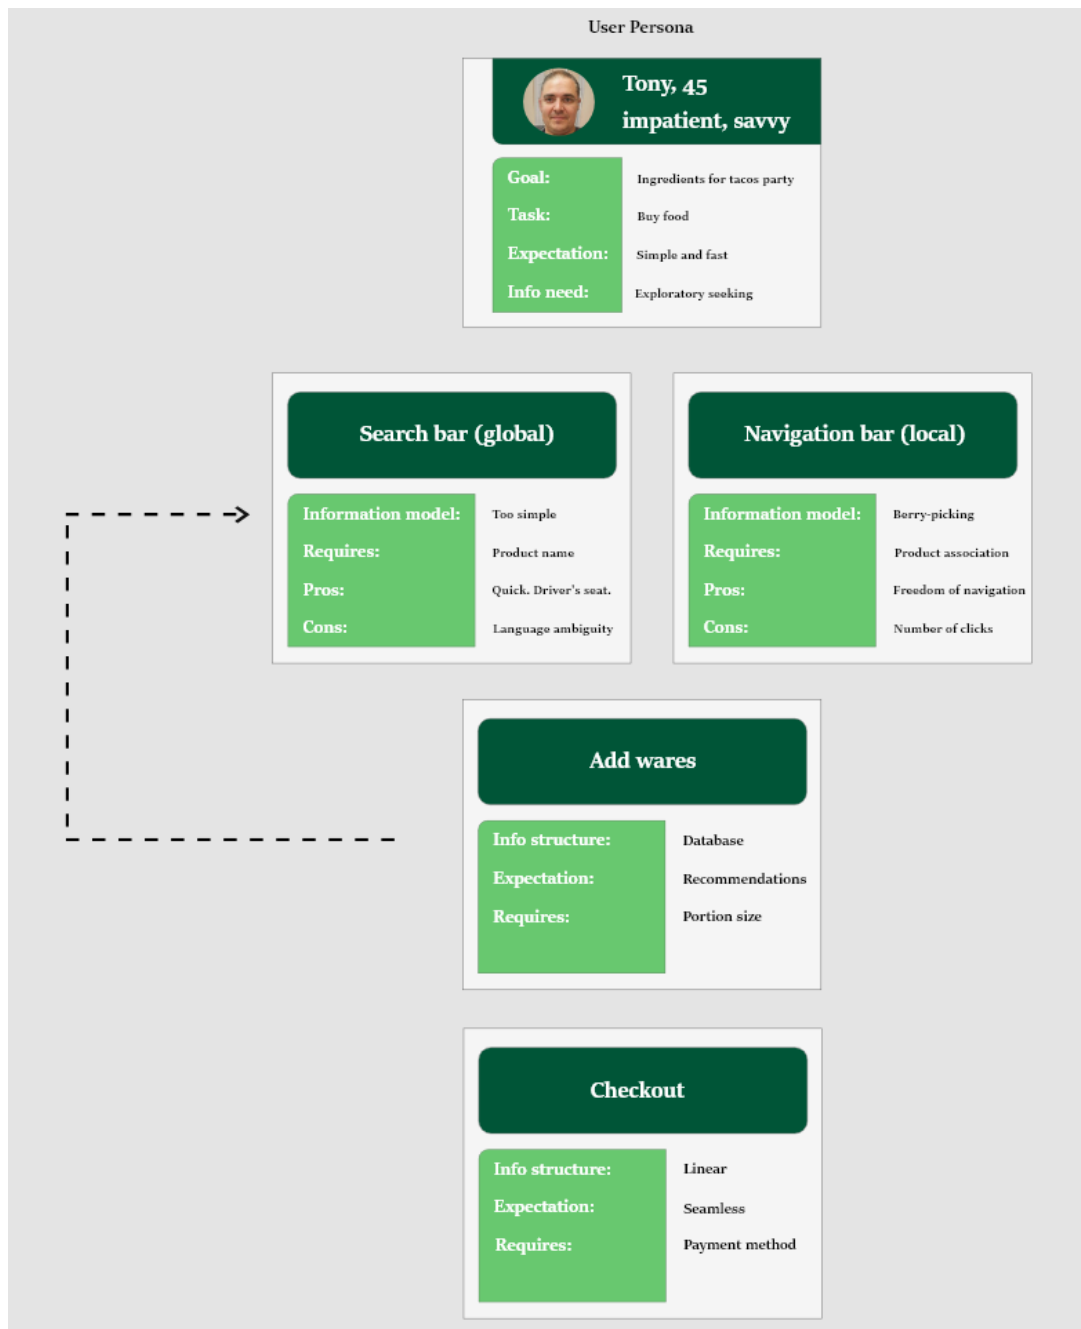 User Persona
Tony, 45
impatient, savvy
Goal: Ingredients for tacos party
Task: Buy food
Expectation: Simple and fast
Info need: Exploratory seeking
Search bar (global)
Information model: Too simple
Requires: Product name
Pros: Quick. Driver's seat.
Cons: Language ambiguity
Navigation bar (local)
Information model: Berry-picking
Requires: Product association
Pros: Freedom of navigation
Cons: Number of clicks
Add wares
Info structure: Database
Expectation: Recommendations
Requires: Portion size
Checkout
Info structure: Linear
Expectation: Seamless
Requires: Payment method